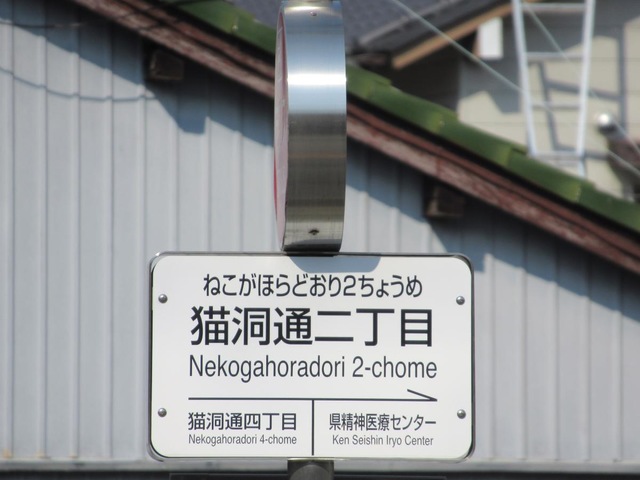 ねこがほらどおり2ちょうめ
猫洞通二丁目
Nekogahoradori 2-chome
猫洞通四丁目
Nekogahoradori 4-chome
県精神医療センター
Ken Seishin Iryo Center